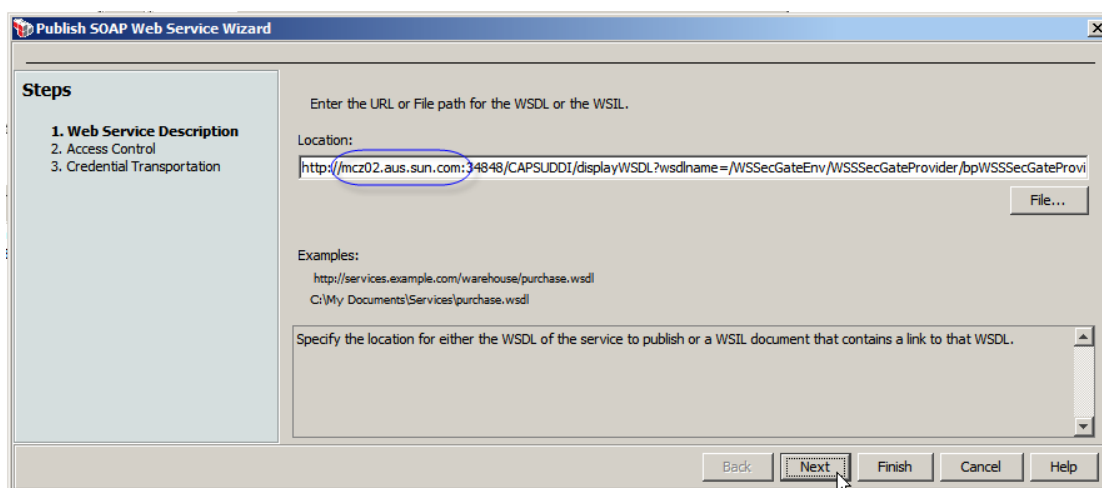 Publish SOAP Web Service Wizard
Steps
1. Web Service Description
2. Access Control
3. Credential Transportation
Enter the URL or File path for the WSDL or the WSIL.
Location:
http://mcz02.aus.sun.com:34848/CAPSUDDI/displayWSDL?wsdlname=/WSSecGateEnv/WSSSecGateProvider/bpWSSSecGateProvi
File...
Examples:
http://services.example.com/warehouse/purchase.wsdl
C:\My Documents\Services\purchase.wsdl
Specify the location for either the WSDL of the service to publish or a WSIL document that contains a link to that WSDL.
Back Next Finish Cancel Help